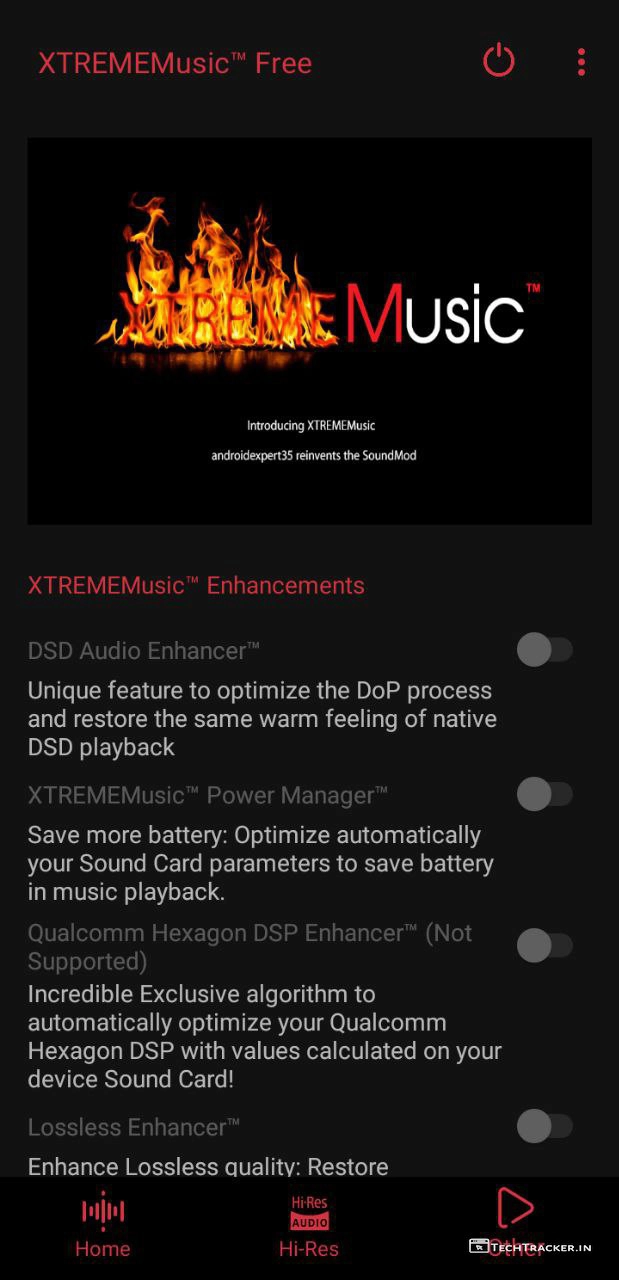 XTREMEMusic™ Free
XTREMEMusic™
Introducing XTREMEMusic
androidexpert35 reinvents the SoundMod
XTREMEMusic™ Enhancements
DSD Audio Enhancer™
Unique feature to optimize the DoP process
and restore the same warm feeling of native
DSD playback
XTREMEMusic™ Power Manager™
Save more battery: Optimize automatically
your Sound Card parameters to save battery
in music playback.
Qualcomm Hexagon DSP Enhancer™ (Not
Supported)
Incredible Exclusive algorithm to
automatically optimize your Qualcomm
Hexagon DSP with values calculated on your
device Sound Card!
Lossless Enhancer™
Enhance Lossless quality: Restore
Hi-Res
AUDIO
Home
Hi-Res
Other
TECHTRACKER.IN